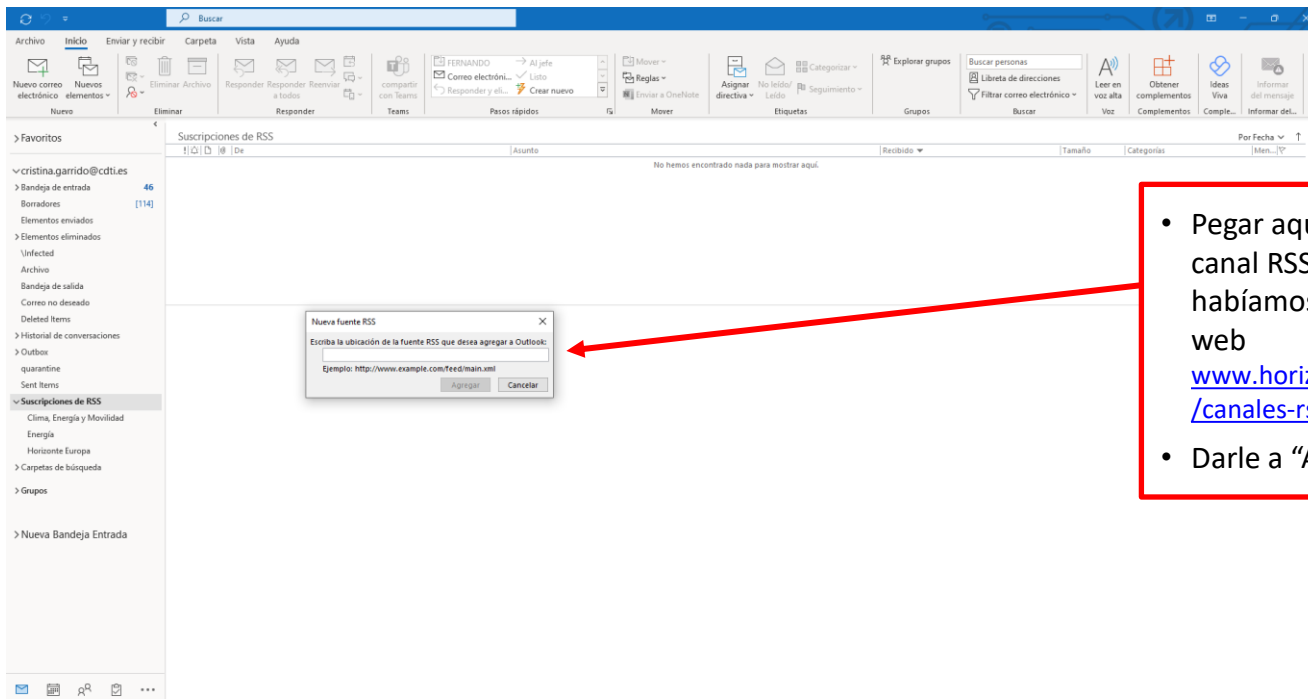 Buscar
Archivo Inicio Enviar y recibir Carpeta Vista Ayuda
Nuevo correo electrónico
Nuevos elementos
Nuevo
Eliminar Archivo
Eliminar
Responder Responder a todos Reenviar
Responder
compartir con Teams
Teams
FERNANDO
Correo electróni...
Responder y eli...
Al jefe
Listo
Crear nuevo
Pasos rápidos
Mover
Reglas
Enviar a OneNote
Mover
Asignar directiva
No leído/ Leído
Categorizar
Seguimiento
Etiquetas
Explorar grupos
Grupos
Buscar personas
Libreta de direcciones
Filtrar correo electrónico
Buscar
Leer en voz alta
Voz
Obtener complementos
Complementos
Ideas Viva
Comple...
Informar del mensaje
Informar del...
Favoritos
cristina.garrido@cdti.es
Bandeja de entrada 46
Borradores [114]
Elementos enviados
Elementos eliminados
\Infected
Archivo
Bandeja de salida
Correo no deseado
Deleted Items
Historial de conversaciones
Outbox
quarantine
Sent Items
Suscripciones de RSS
Clima, Energía y Movilidad
Energía
Horizonte Europa
Carpetas de búsqueda
Grupos
Nueva Bandeja Entrada
Suscripciones de RSS
Por Fecha
De Asunto Recibido Tamaño Categorías Men...
No hemos encontrado nada para mostrar aquí.
Nueva fuente RSS
Escriba la ubicación de la fuente RSS que desea agregar a Outlook:
Ejemplo: http://www.example.com/feed/main.xml
Agregar Cancelar
• Pegar
canal RSS
habíamos
web
www.
/canales-
• Darle a